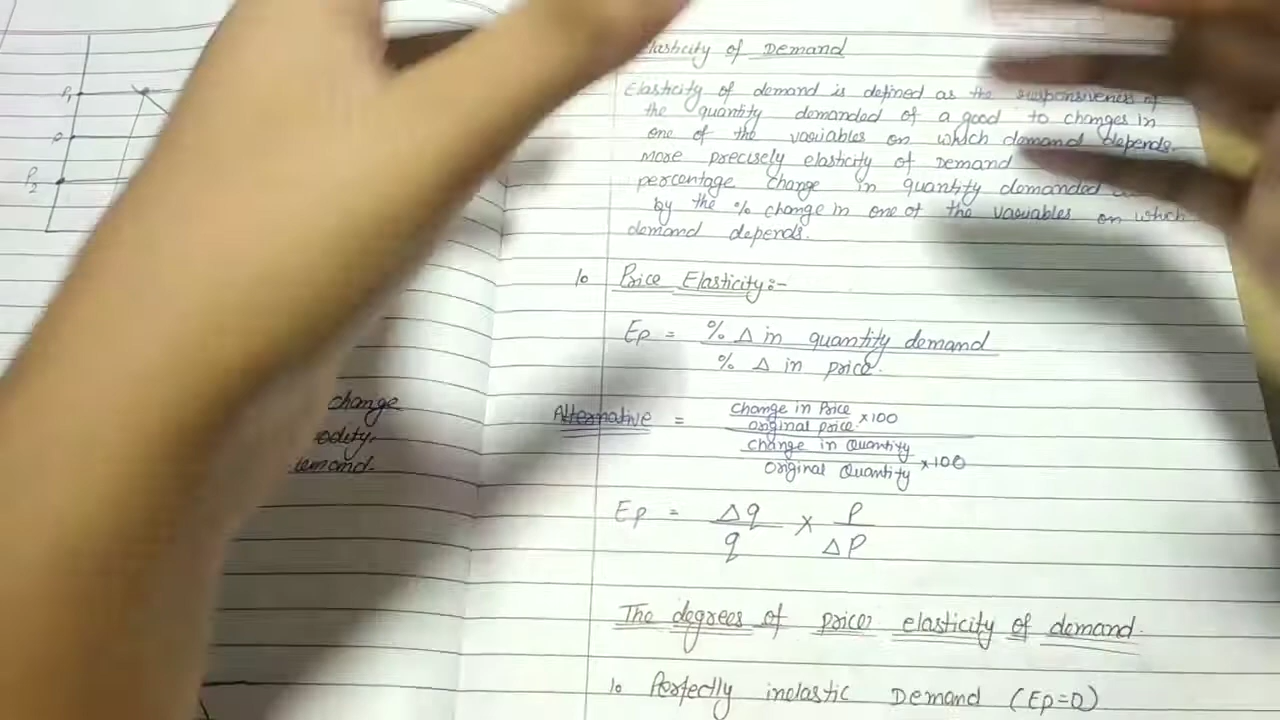 P1
P
P2
change
odity.
demand.
lasticity of Demand
Elasticity of demand is defined as the responsiveness of
the quantity demanded of a good to changes in
one of the variables on which demand depends.
more precisely elasticity of Demand
percentage change in quantity demanded
by the % change in one of the variables on which
demand depends.
1. Price Elasticity:-
Ep = % Δ in quantity demand
% Δ in price.
Alternative = change in Price
original price × 100
change in Quantity
original Quantity × 100
Ep = Δq/q × P/ΔP
The degrees of price elasticity of demand.
1. Perfectly inelastic Demand (Ep=0)